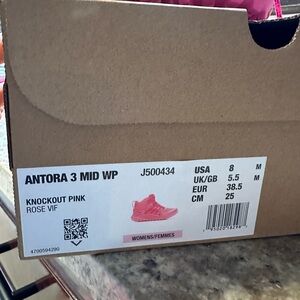 ANTORA 3 MID WP J500434
USA 8 M
UK/GB 5.5 M
EUR 38.5
CM 25
KNOCKOUT PINK
ROSE VIF
4700594290
WOMENS/FEMMES